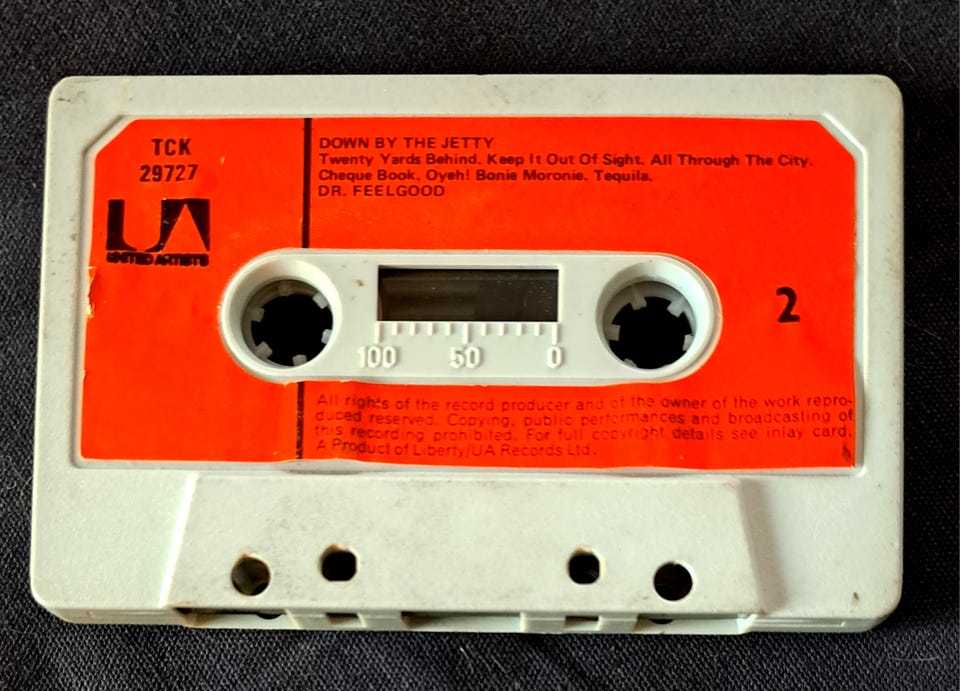 TCK
29727
UA
UNITED ARTISTS
DOWN BY THE JETTY
Twenty Yards Behind. Keep It Out Of Sight. All Through The City.
Cheque Book. Oyeh! Bonie Moronie. Tequila.
DR. FEELGOOD
2
100 50 0
All rights of the record producer and of the owner of the work repro-
duced reserved. Copying, public performances and broadcasting of
this recording prohibited. For full copyright details see inlay card.
A Product of Liberty/UA Records Ltd.